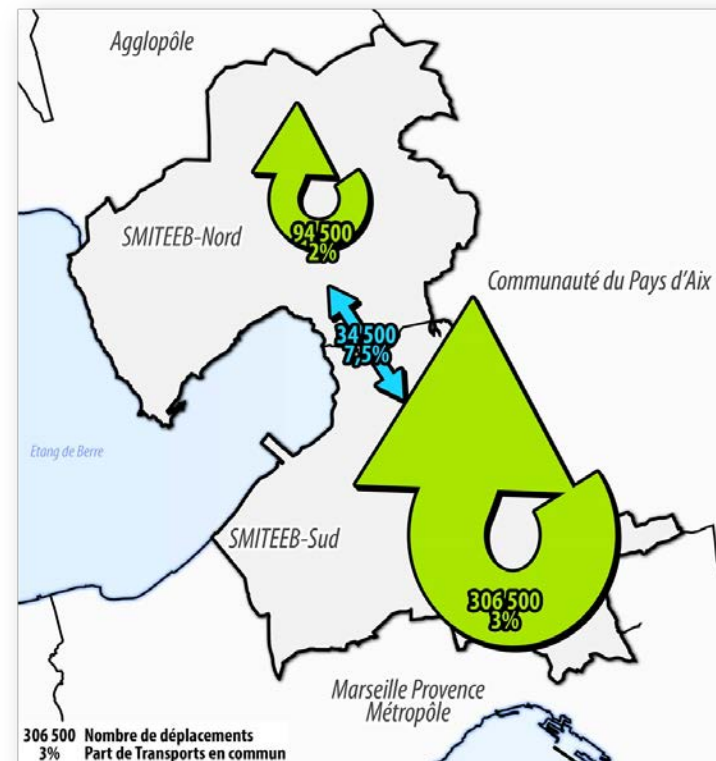 Agglopôle
SMITEEB-Nord
94 500
2%
Communauté du Pays d'Aix
34 500
7,5%
Etang de Berre
SMITEEB-Sud
306 500
3%
Marseille Provence
Métropôle
306 500 Nombre de déplacements
3% Part de Transports en commun